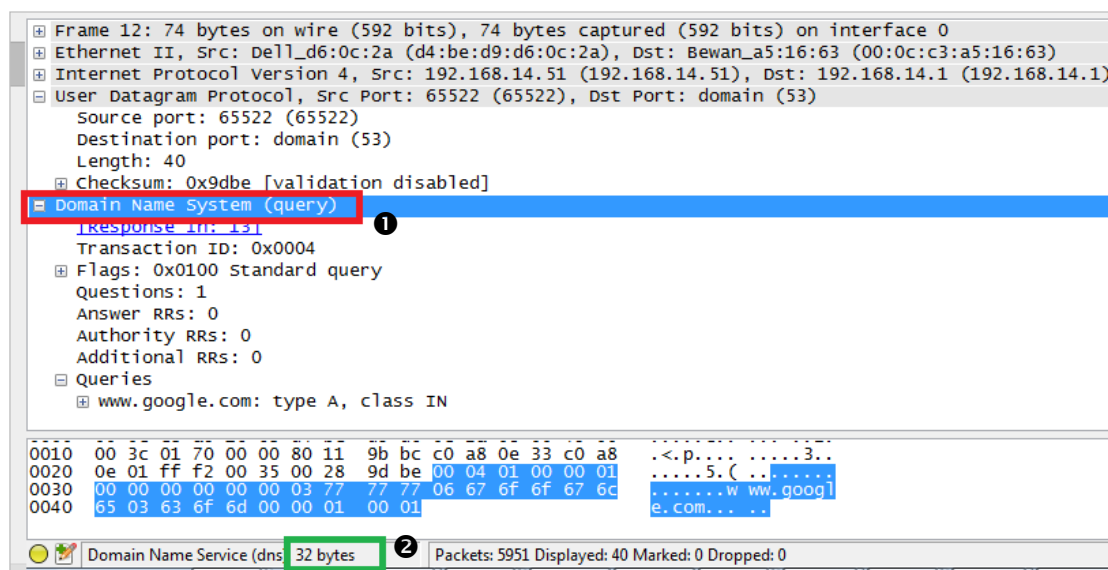 Frame 12: 74 bytes on wire (592 bits), 74 bytes captured (592 bits) on interface 0
Ethernet II, Src: Dell_d6:0c:2a (d4:be:d9:d6:0c:2a), Dst: Bewan_a5:16:63 (00:0c:c3:a5:16:63)
Internet Protocol Version 4, Src: 192.168.14.51 (192.168.14.51), Dst: 192.168.14.1 (192.168.14.1)
User Datagram Protocol, Src Port: 65522 (65522), Dst Port: domain (53)
Source port: 65522 (65522)
Destination port: domain (53)
Length: 40
Checksum: 0x9dbe [validation disabled]
Domain Name System (query)
❶
[Response In: 13]
Transaction ID: 0x0004
Flags: 0x0100 Standard query
Questions: 1
Answer RRs: 0
Authority RRs: 0
Additional RRs: 0
Queries
www.google.com: type A, class IN
0010 00 3c 01 70 00 00 80 11 9b bc c0 a8 0e 33 c0 a8 .<.p.... .....3..
0020 0e 01 ff f2 00 35 00 28 9d be 00 04 01 00 00 01 .....5.( ........
0030 00 00 00 00 00 00 03 77 77 77 06 67 6f 6f 67 6c .......w ww.googl
0040 65 03 63 6f 6d 00 00 01 00 01 e.com... ..
Domain Name Service (dns) 32 bytes ❷ Packets: 5951 Displayed: 40 Marked: 0 Dropped: 0